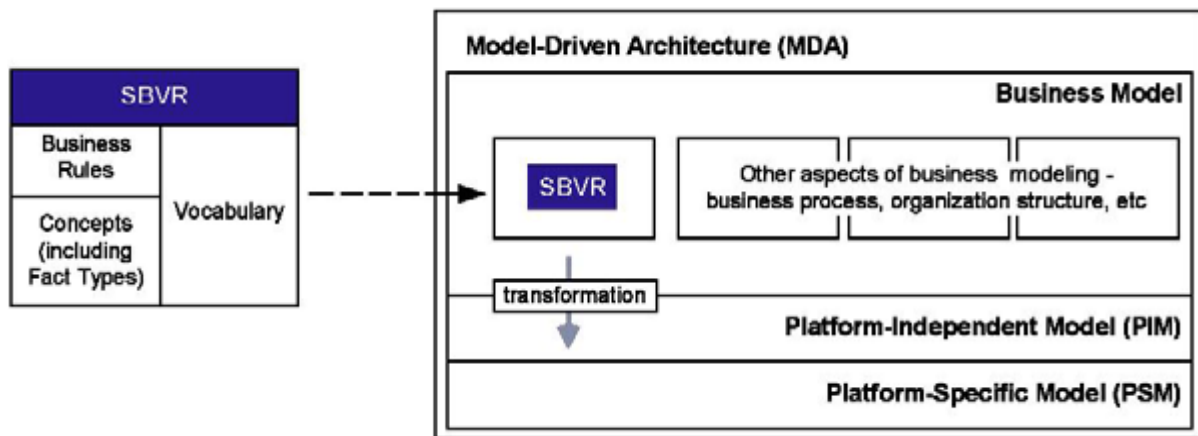 SBVR
Business
Rules
Concepts
(including
Fact Types)
Vocabulary
Model-Driven Architecture (MDA)
Business Model
SBVR
Other aspects of business modeling -
business process, organization structure, etc
transformation
Platform-Independent Model (PIM)
Platform-Specific Model (PSM)